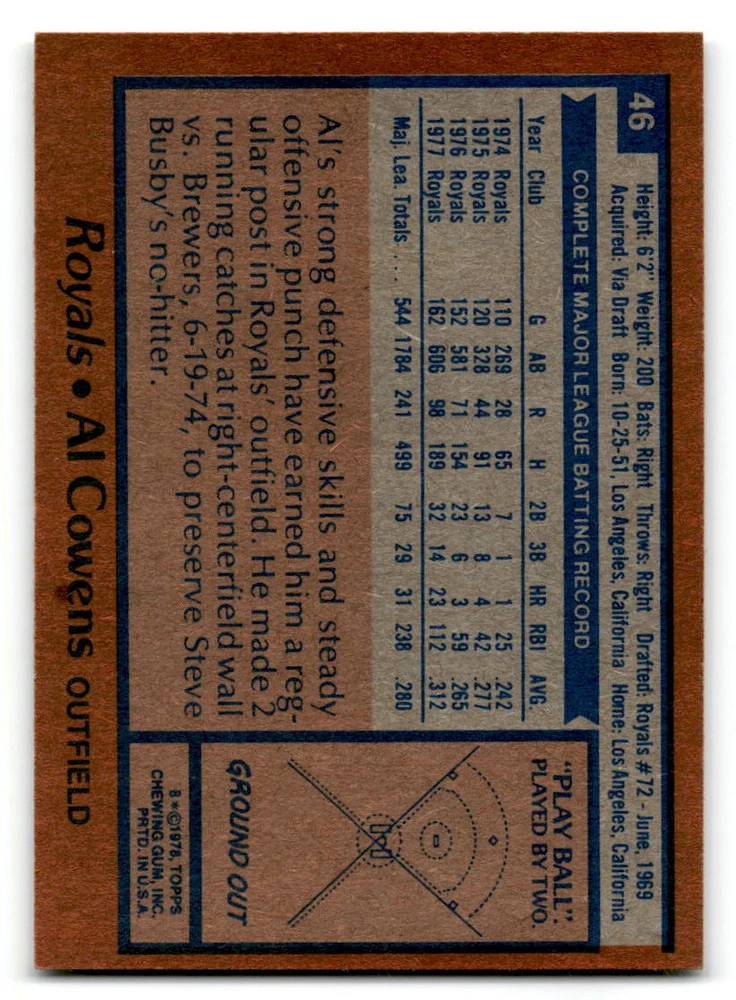 46
Height: 6'2" Weight: 200 Bats: Right Throws: Right Drafted: Royals #72 - June, 1969
Acquired: Via Draft Born: 10-25-51, Los Angeles, California Home: Los Angeles, California
COMPLETE MAJOR LEAGUE BATTING RECORD
Year Club G AB R H 2B 3B HR RBI AVG.
1974 Royals 110 269 28 65 7 1 1 25 .242
1975 Royals 120 328 44 91 13 8 4 42 .277
1976 Royals 152 581 71 154 23 6 3 59 .265
1977 Royals 162 606 98 189 32 14 23 112 .312
Maj. Lea. Totals .... 544 1784 241 499 75 29 31 238 .280
Al's strong defensive skills and steady
offensive punch have earned him a reg-
ular post in Royals' outfield. He made 2
running catches at right-centerfield wall
vs. Brewers, 6-19-74, to preserve Steve
Busby's no-hitter.
"PLAY BALL".
PLAYED BY TWO.
GROUND OUT
B*©1978, TOPPS
CHEWING GUM, INC.
PRTD. IN U.S.A.
Royals • Al Cowens OUTFIELD